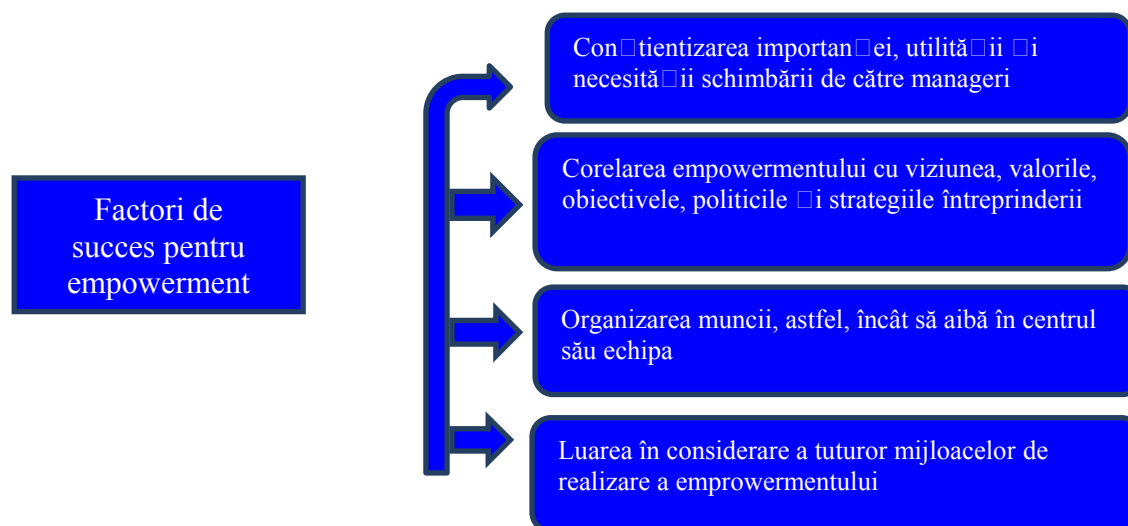 Factori de
succes pentru
empowerment
Con□tientizarea importan□ei, utilită□ii □i
necesită□ii schimbării de către manageri
Corelarea empowermentului cu viziunea, valorile,
obiectivele, politicile □i strategiile întreprinderii
Organizarea muncii, astfel, încât să aibă în centrul
său echipa
Luarea în considerare a tuturor mijloacelor de
realizare a emprowermentului